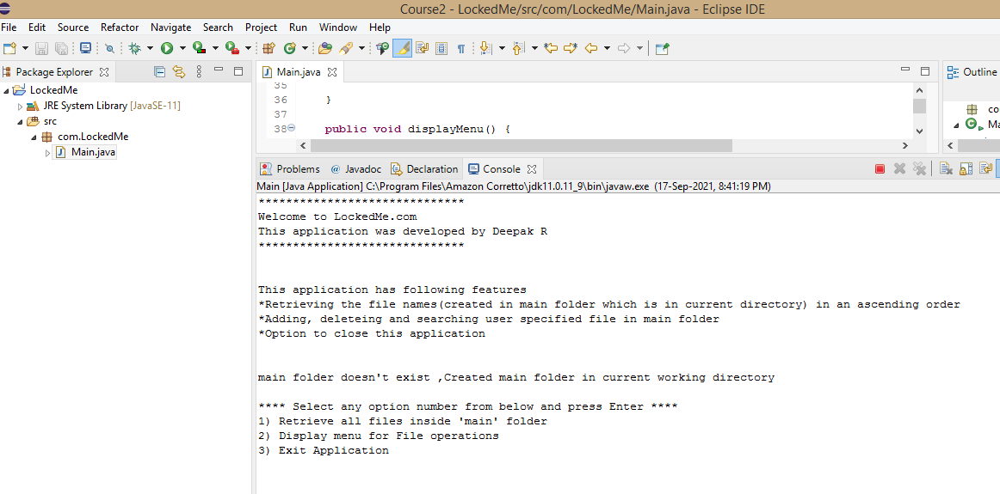 Course2 - LockedMe/src/com/LockedMe/Main.java - Eclipse IDE
File Edit Source Refactor Navigate Search Project Run Window Help
Package Explorer
LockedMe
JRE System Library [JavaSE-11]
src
com.LockedMe
Main.java
Main.java
35
36 }
37
38 public void displayMenu() {
Outline
co
Ma
Problems @ Javadoc Declaration Console
Main [Java Application] C:\Program Files\Amazon Corretto\jdk11.0.11_9\bin\javaw.exe (17-Sep-2021, 8:41:19 PM)
******************************
Welcome to LockedMe.com
This application was developed by Deepak R
******************************
This application has following features
*Retrieving the file names(created in main folder which is in current directory) in an ascending order
*Adding, deleteing and searching user specified file in main folder
*Option to close this application
main folder doesn't exist ,Created main folder in current working directory
**** Select any option number from below and press Enter ****
1) Retrieve all files inside 'main' folder
2) Display menu for File operations
3) Exit Application